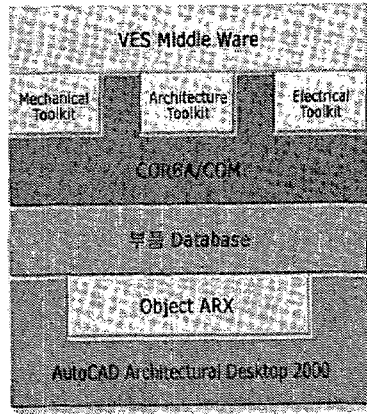 VES Middle Ware
Mechanical Toolkit
Architecture Toolkit
Electrical Toolkit
CORBA/COM
부품 Database
Object ARX
AutoCAD Architectural Desktop 2000